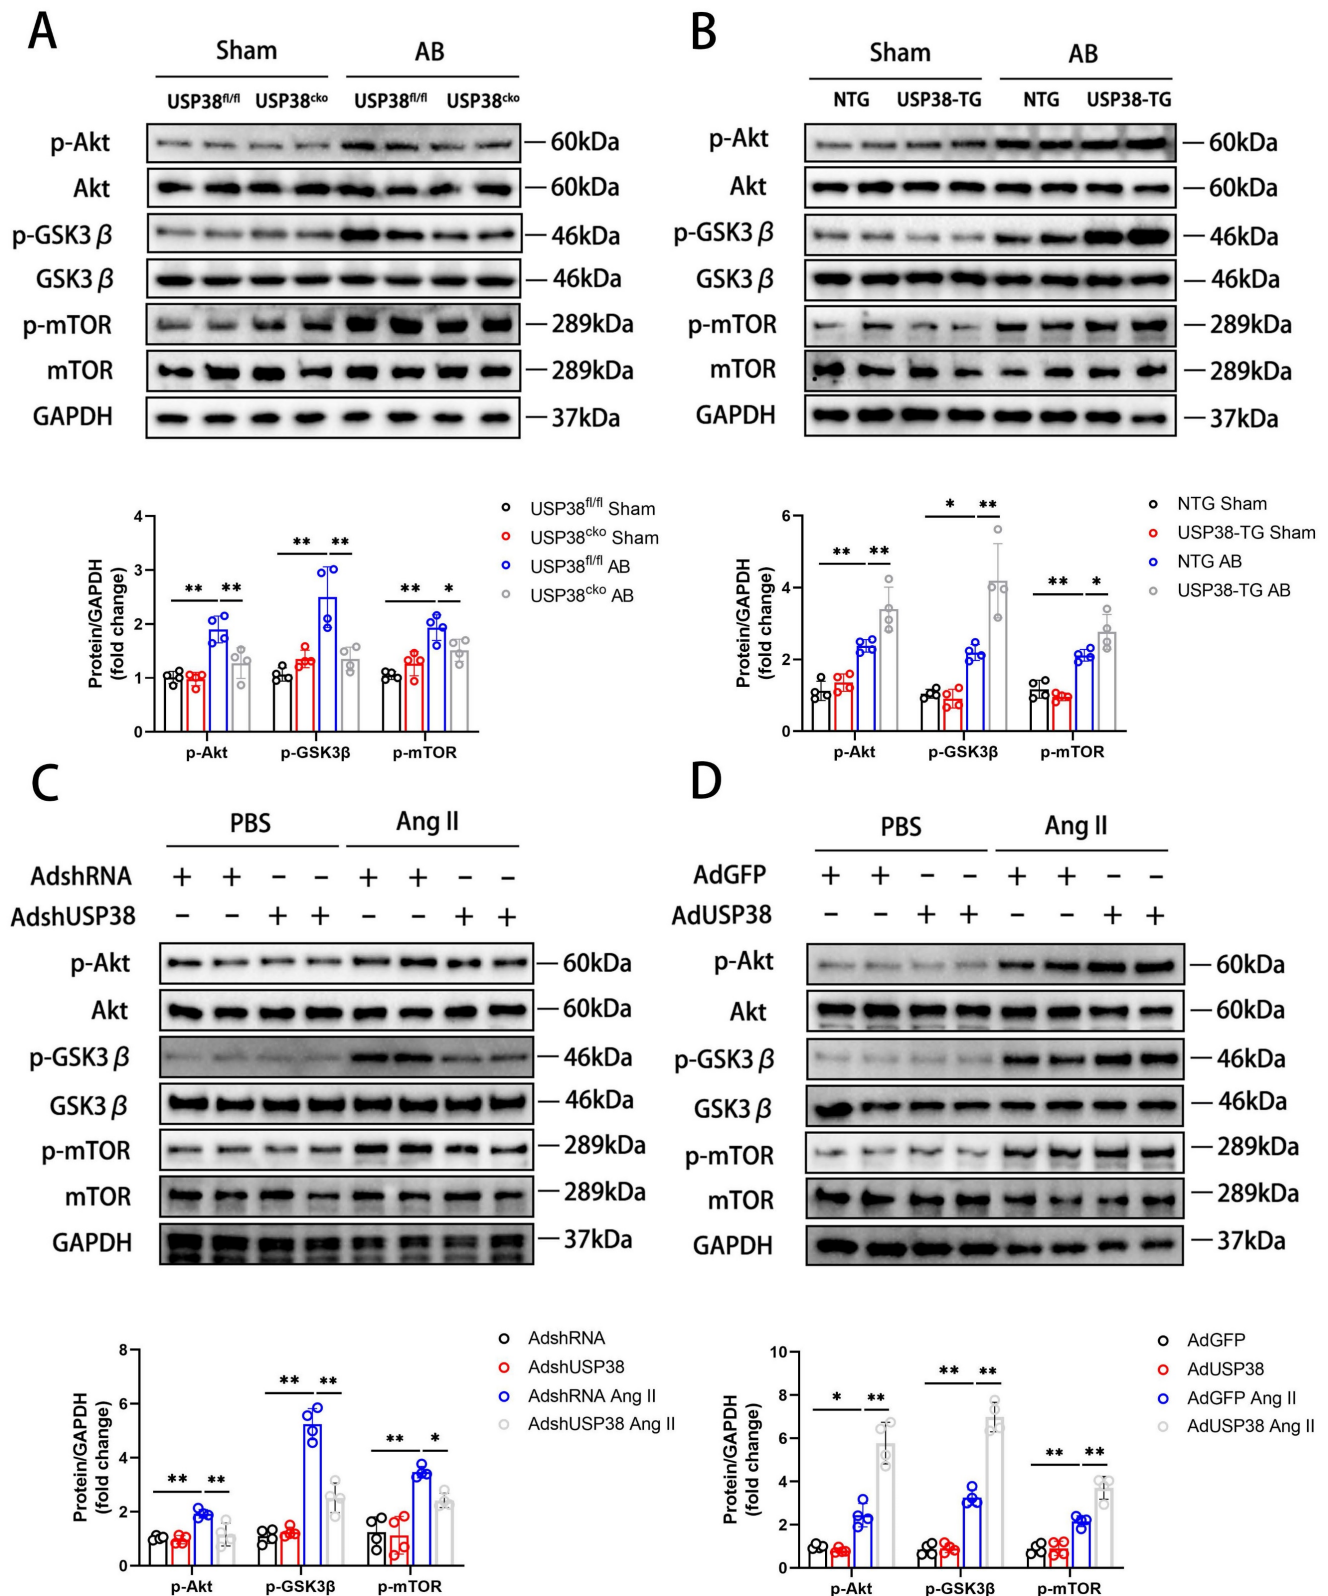 A
Sham AB
USP38fl/fl USP38cko USP38fl/fl USP38cko
p-Akt 60kDa
Akt 60kDa
p-GSK3β 46kDa
GSK3β 46kDa
p-mTOR 289kDa
mTOR 289kDa
GAPDH 37kDa
Protein/GAPDH
(fold change)
4
3
2
1
0
** ** ** ** ** *
p-Akt p-GSK3β p-mTOR
USP38fl/fl Sham
USP38cko Sham
USP38fl/fl AB
USP38cko AB
B
Sham AB
NTG USP38-TG NTG USP38-TG
p-Akt 60kDa
Akt 60kDa
p-GSK3β 46kDa
GSK3β 46kDa
p-mTOR 289kDa
mTOR 289kDa
GAPDH 37kDa
Protein/GAPDH
(fold change)
6
4
2
0
** ** * ** ** *
p-Akt p-GSK3β p-mTOR
NTG Sham
USP38-TG Sham
NTG AB
USP38-TG AB
C
PBS Ang II
AdshRNA + + − − + + − −
AdshUSP38 − − + + − − + +
p-Akt 60kDa
Akt 60kDa
p-GSK3β 46kDa
GSK3β 46kDa
p-mTOR 289kDa
mTOR 289kDa
GAPDH 37kDa
Protein/GAPDH
(fold change)
8
6
4
2
0
** ** ** ** ** *
p-Akt p-GSK3β p-mTOR
AdshRNA
AdshUSP38
AdshRNA Ang II
AdshUSP38 Ang II
D
PBS Ang II
AdGFP + + − − + + − −
AdUSP38 − − + + − − + +
p-Akt 60kDa
Akt 60kDa
p-GSK3β 46kDa
GSK3β 46kDa
p-mTOR 289kDa
mTOR 289kDa
GAPDH 37kDa
Protein/GAPDH
(fold change)
10
8
6
4
2
0
* ** ** ** ** **
p-Akt p-GSK3β p-mTOR
AdGFP
AdUSP38
AdGFP Ang II
AdUSP38 Ang II